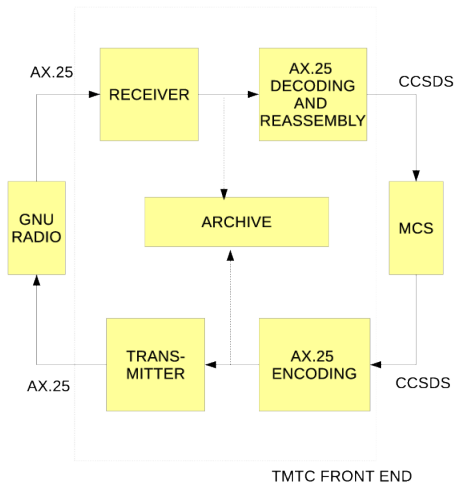 AX.25
RECEIVER
AX.25
DECODING
AND
REASSEMBLY
CCSDS
GNU
RADIO
ARCHIVE
MCS
TRANS-
MITTER
AX.25
ENCODING
AX.25
CCSDS
TMTC FRONT END